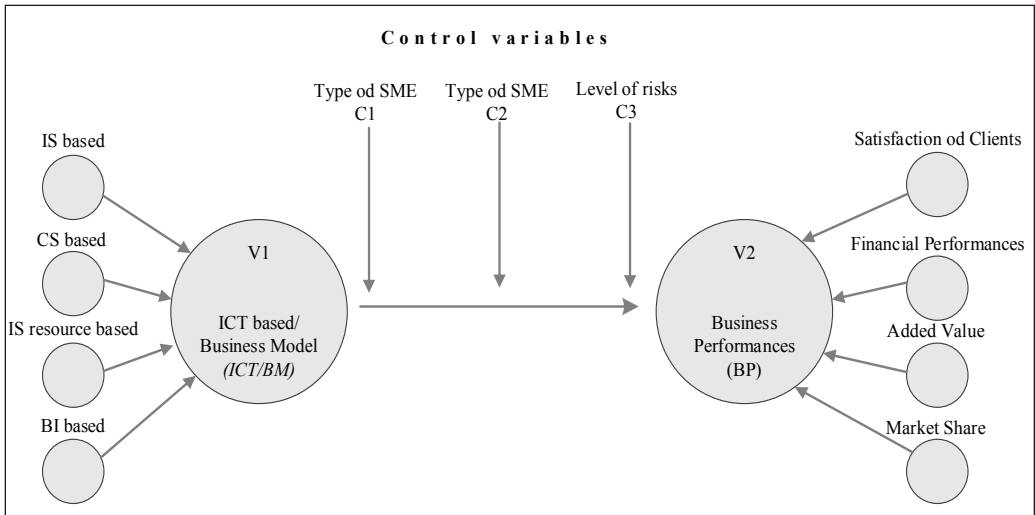 Control variables
Type od SME
C1
Type od SME
C2
Level of risks
C3
IS based
CS based
IS resource based
BI based
V1
ICT based/
Business Model
(ICT/BM)
V2
Business
Performances
(BP)
Satisfaction od Clients
Financial Performances
Added Value
Market Share